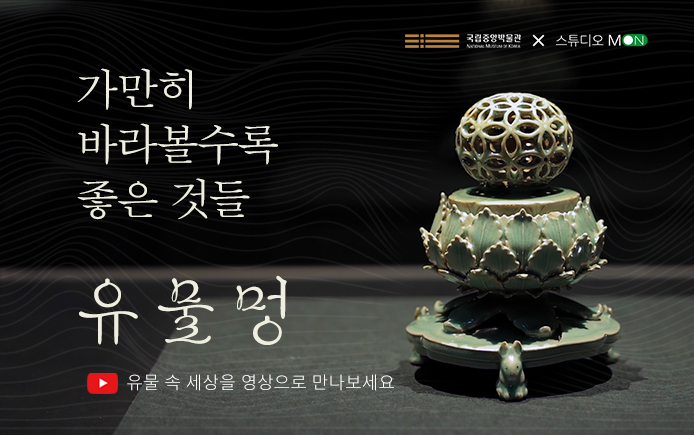 국립중앙박물관
NATIONAL MUSEUM OF KOREA
×
스튜디오 MON
가만히
바라볼수록
좋은 것들
유물멍
유물 속 세상을 영상으로 만나보세요